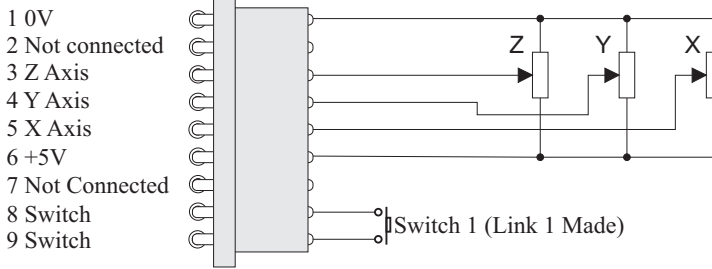 1 0V
2 Not connected
3 Z Axis
4 Y Axis
5 X Axis
6 +5V
7 Not Connected
8 Switch
9 Switch
Z Y X
Switch 1 (Link 1 Made)